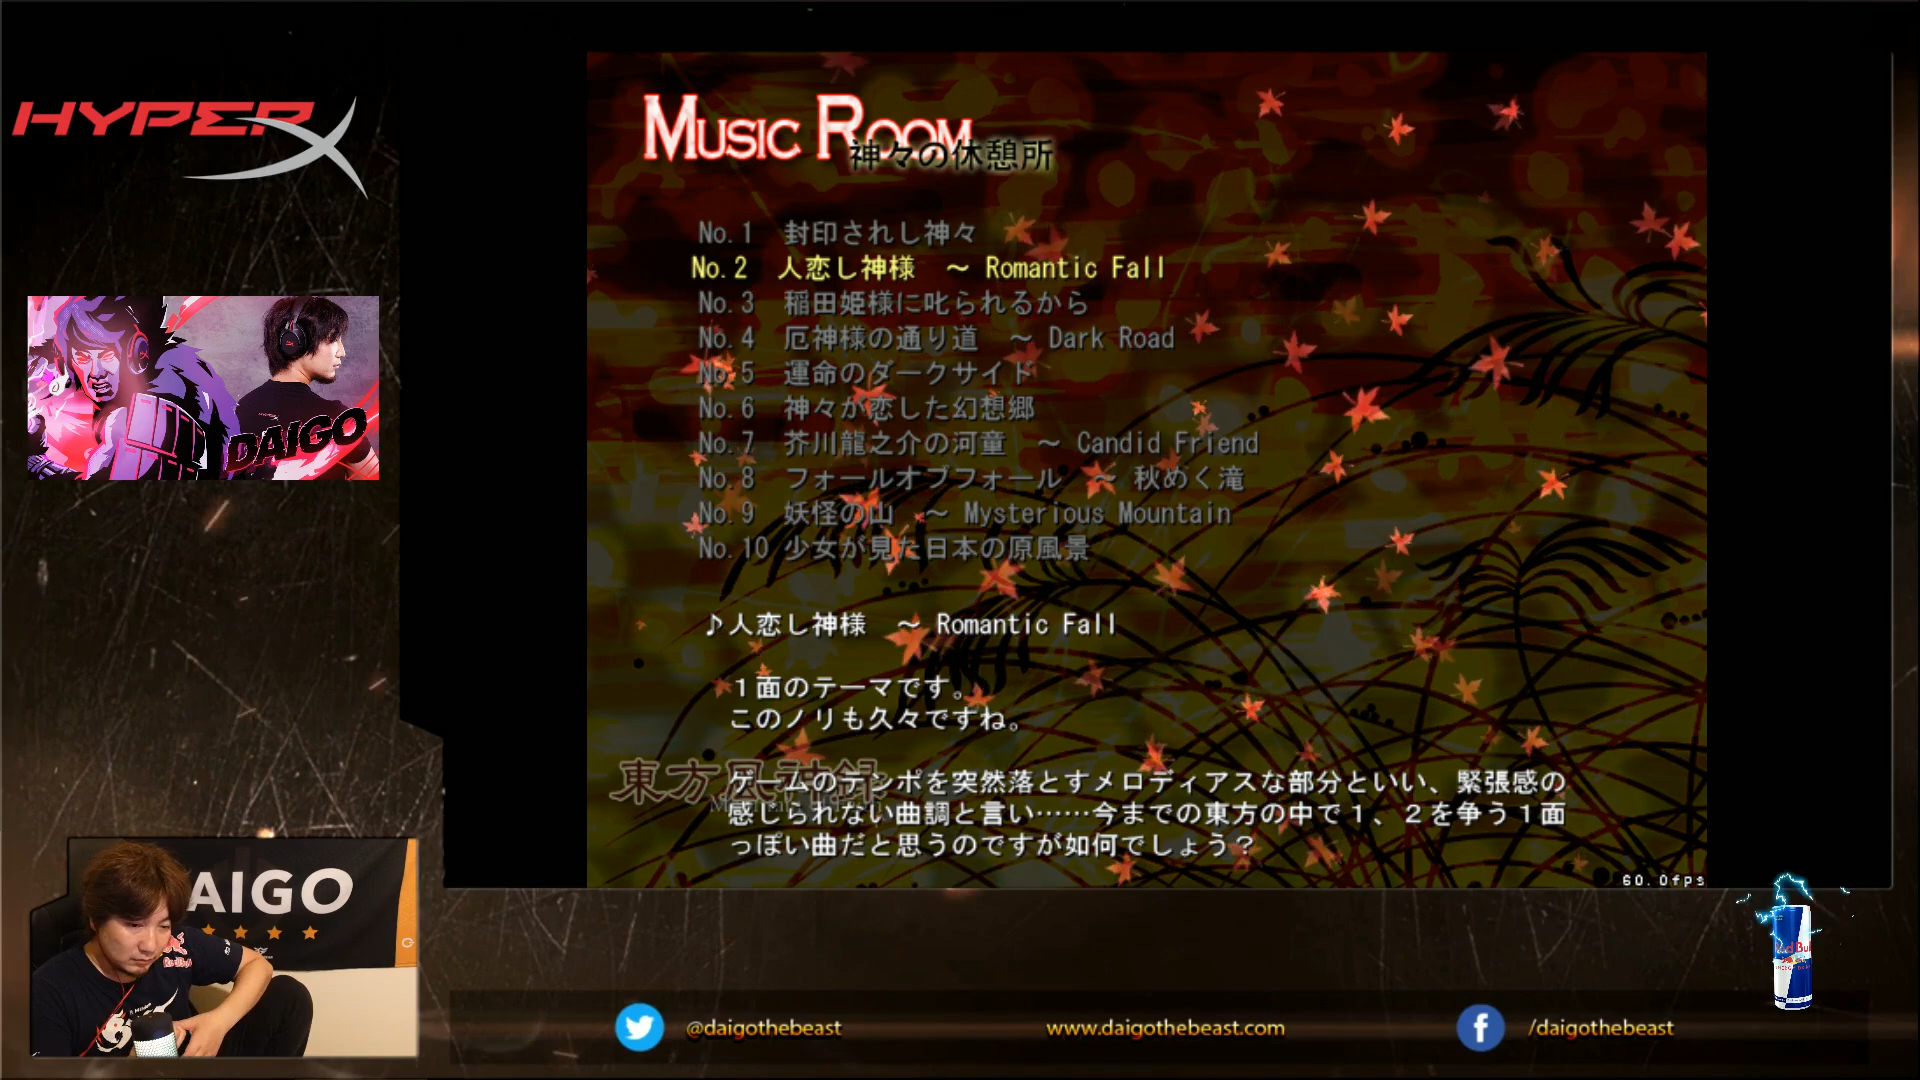 HYPERX
DAIGO
MUSIC ROOM
神々の休憩所
No.1 封印されし神々
No.2 人恋し神様 ～ Romantic Fall
No.3 稲田姫様に叱られるから
No.4 厄神様の通り道 ～ Dark Road
No.5 運命のダークサイド
No.6 神々が恋した幻想郷
No.7 芥川龍之介の河童 ～ Candid Friend
No.8 フォールオブフォール ～ 秋めく滝
No.9 妖怪の山 ～ Mysterious Mountain
No.10 少女が見た日本の原風景
♪人恋し神様 ～ Romantic Fall
１面のテーマです。
このノリも久々ですね。
東方風神録
ゲームのテンポを突然落とすメロディアスな部分といい、緊張感の
感じられない曲調と言い……今までの東方の中で１、２を争う１面
っぽい曲だと思うのですが如何でしょう？
60.0fps
AIGO
RedBull
Red Bull
@daigothebeast
www.daigothebeast.com
/daigothebeast